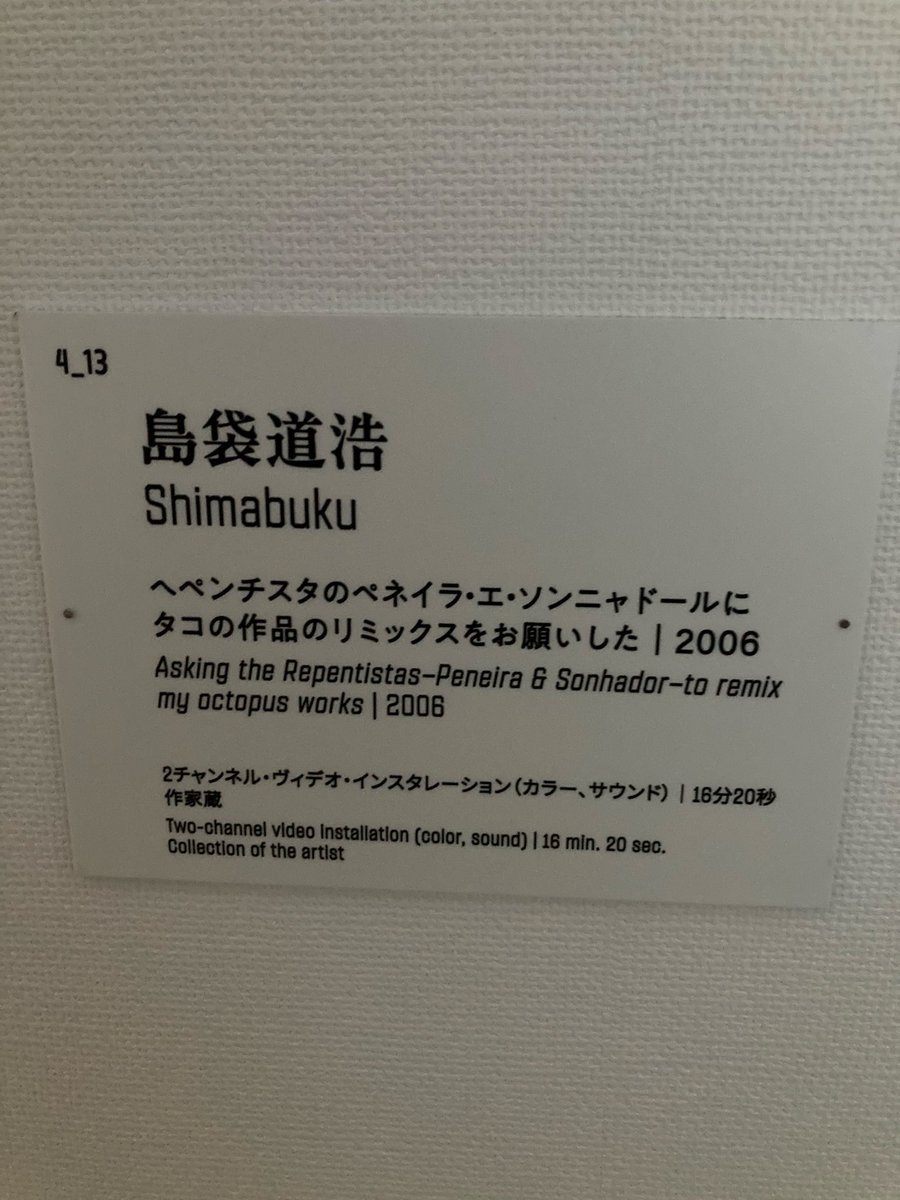 4_13
島袋道浩
Shimabuku
へペンチスタのペネイラ・エ・ソンニャドールに
タコの作品のリミックスをお願いした | 2006
Asking the Repentistas–Peneira & Sonhador–to remix
my octopus works | 2006
2チャンネル・ヴィデオ・インスタレーション（カラー、サウンド） | 16分20秒
作家蔵
Two-channel video installation (color, sound) | 16 min. 20 sec.
Collection of the artist